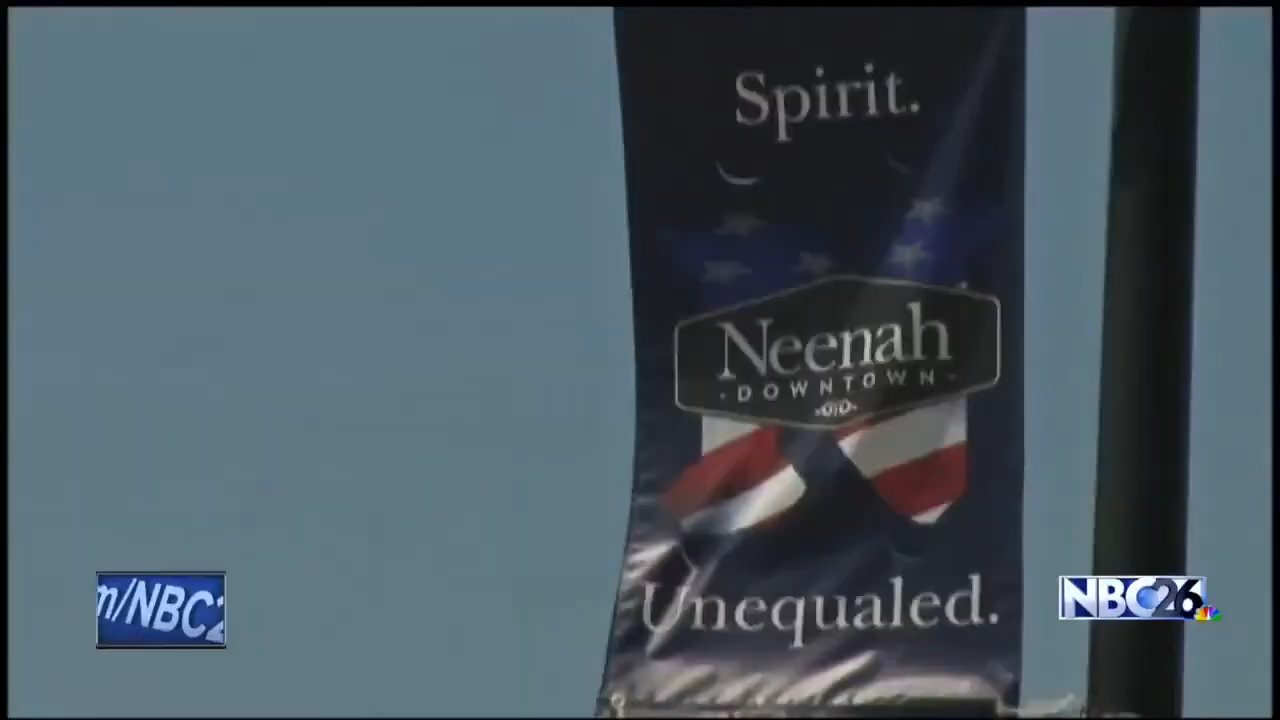 Spirit.
Neenah
· DOWNTOWN ·
Unequaled.
m/NBC2
NBC26